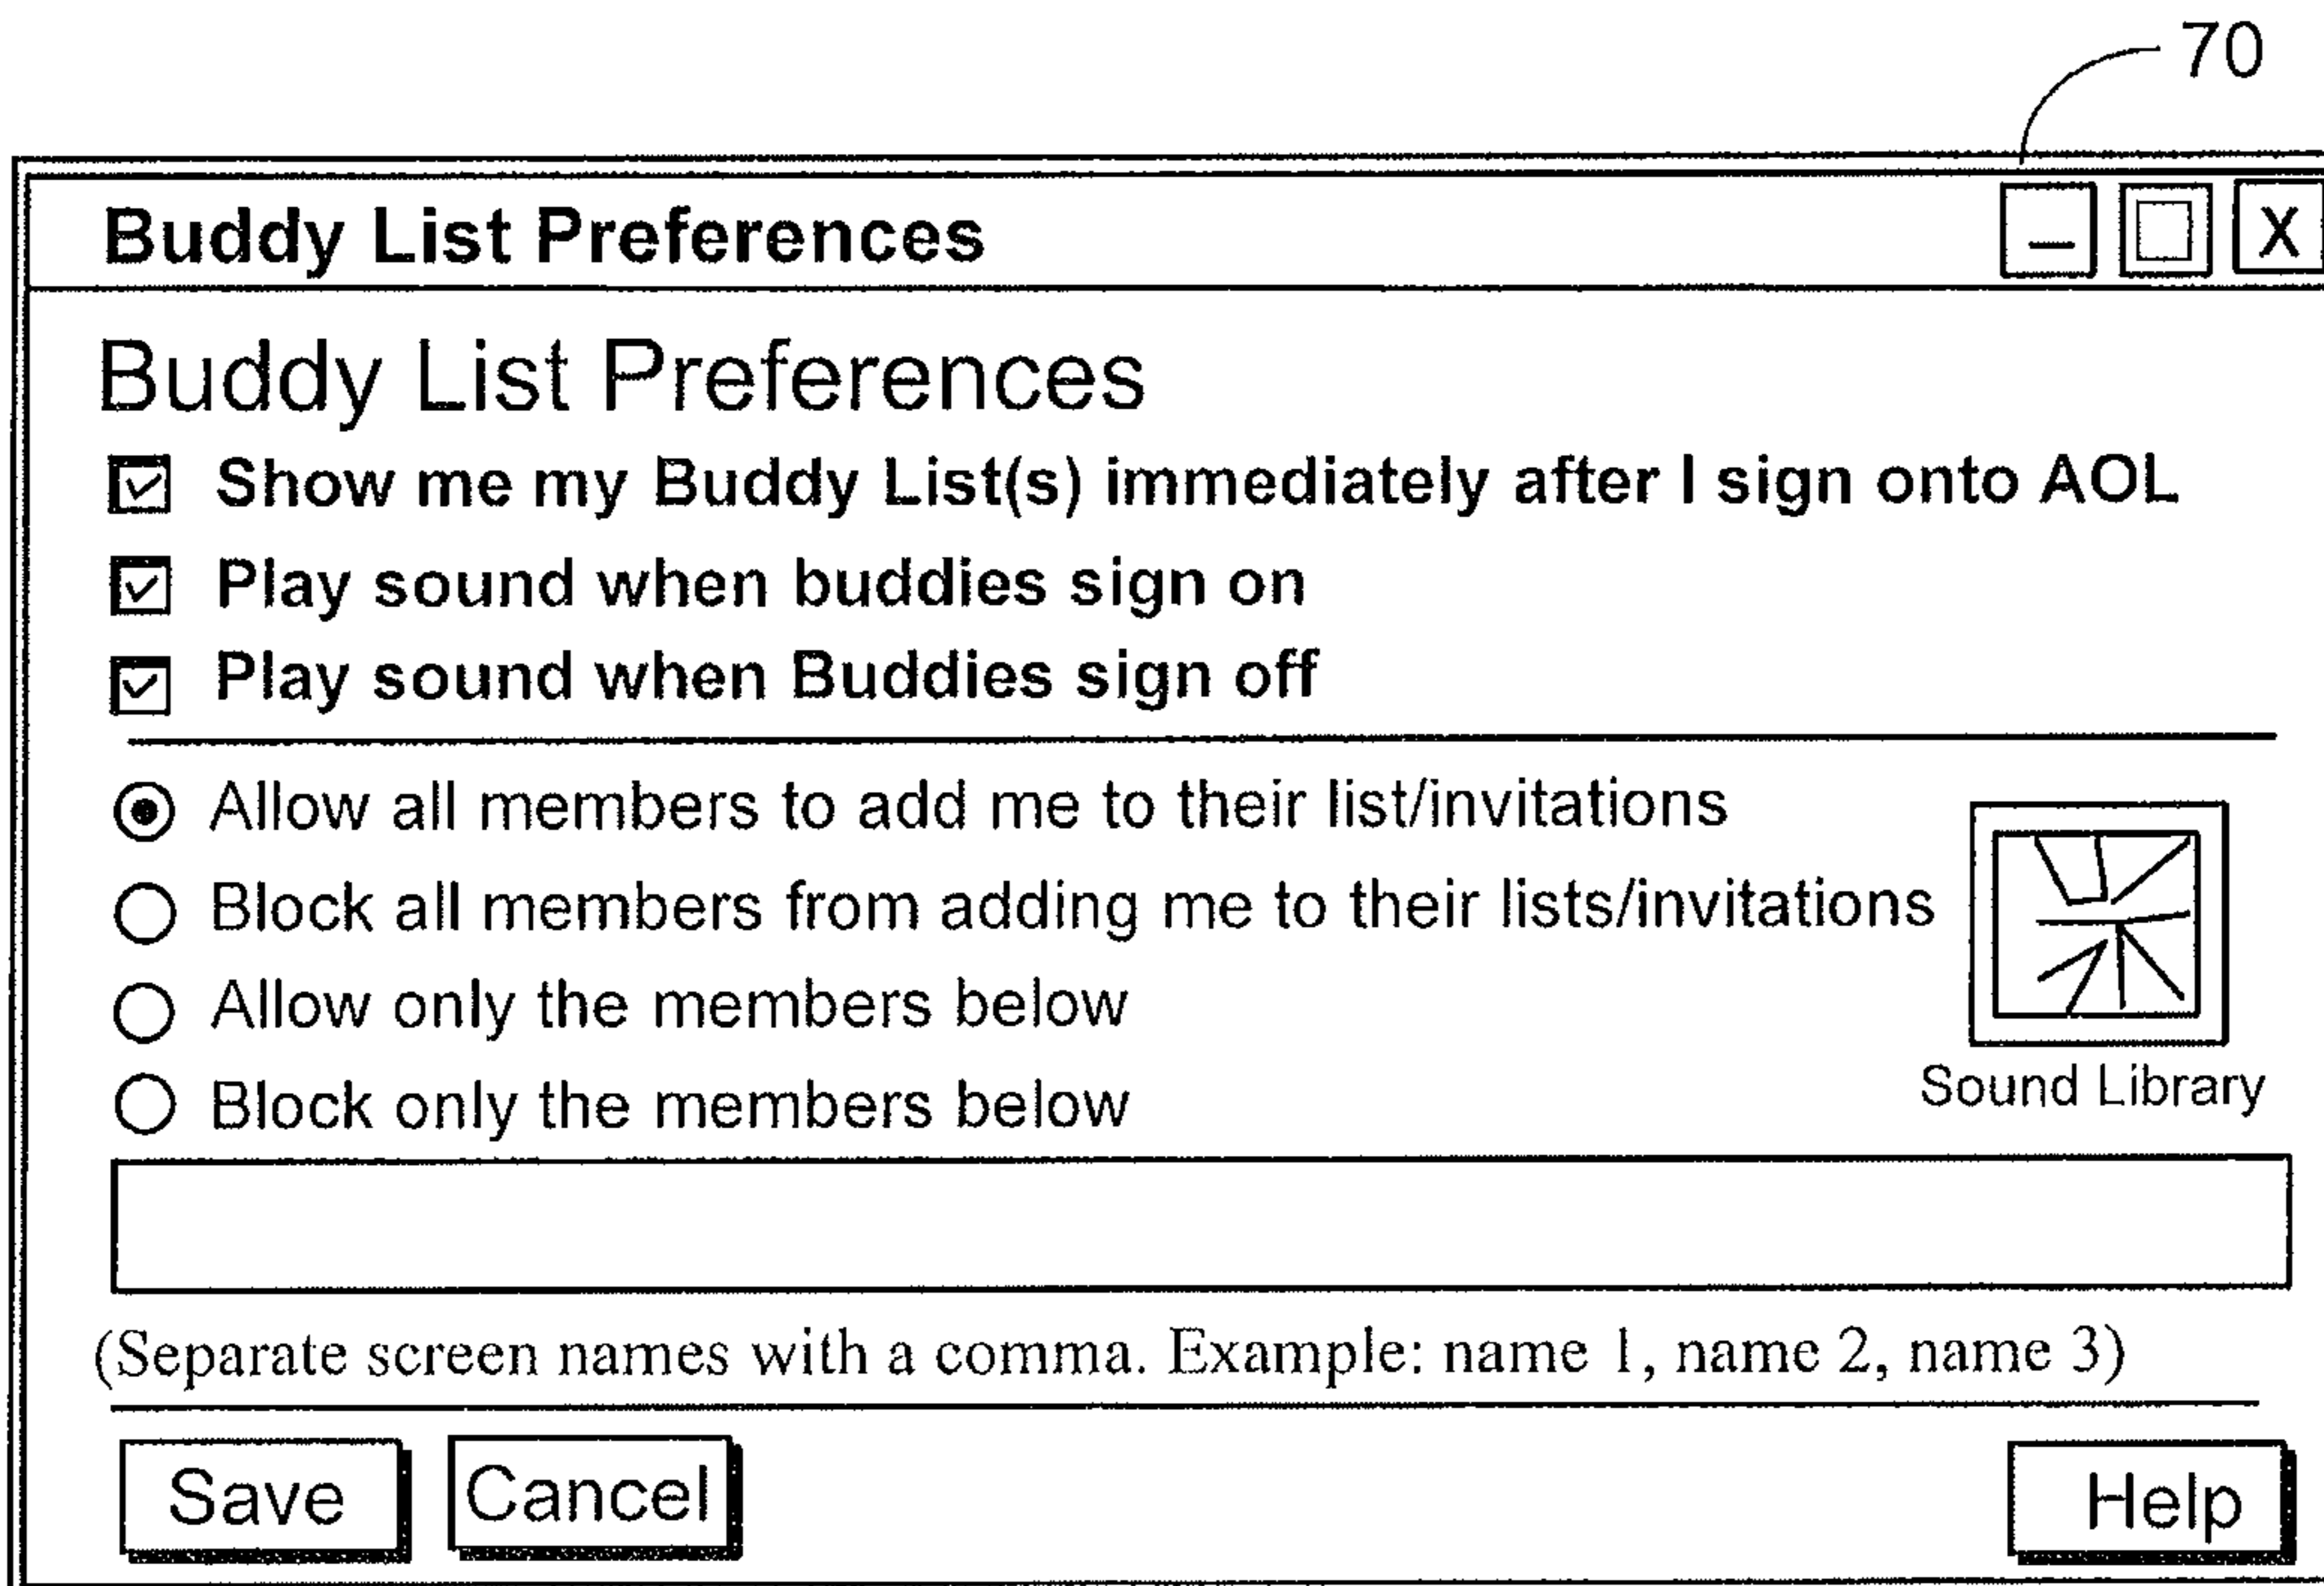 70
Buddy List Preferences
X
Buddy List Preferences
Show me my Buddy List(s) immediately after I sign onto AOL
Play sound when buddies sign on
Play sound when Buddies sign off
Allow all members to add me to their list/invitations
Block all members from adding me to their lists/invitations
Allow only the members below
Block only the members below
Sound Library
(Separate screen names with a comma. Example: name 1, name 2, name 3)
Save Cancel Help